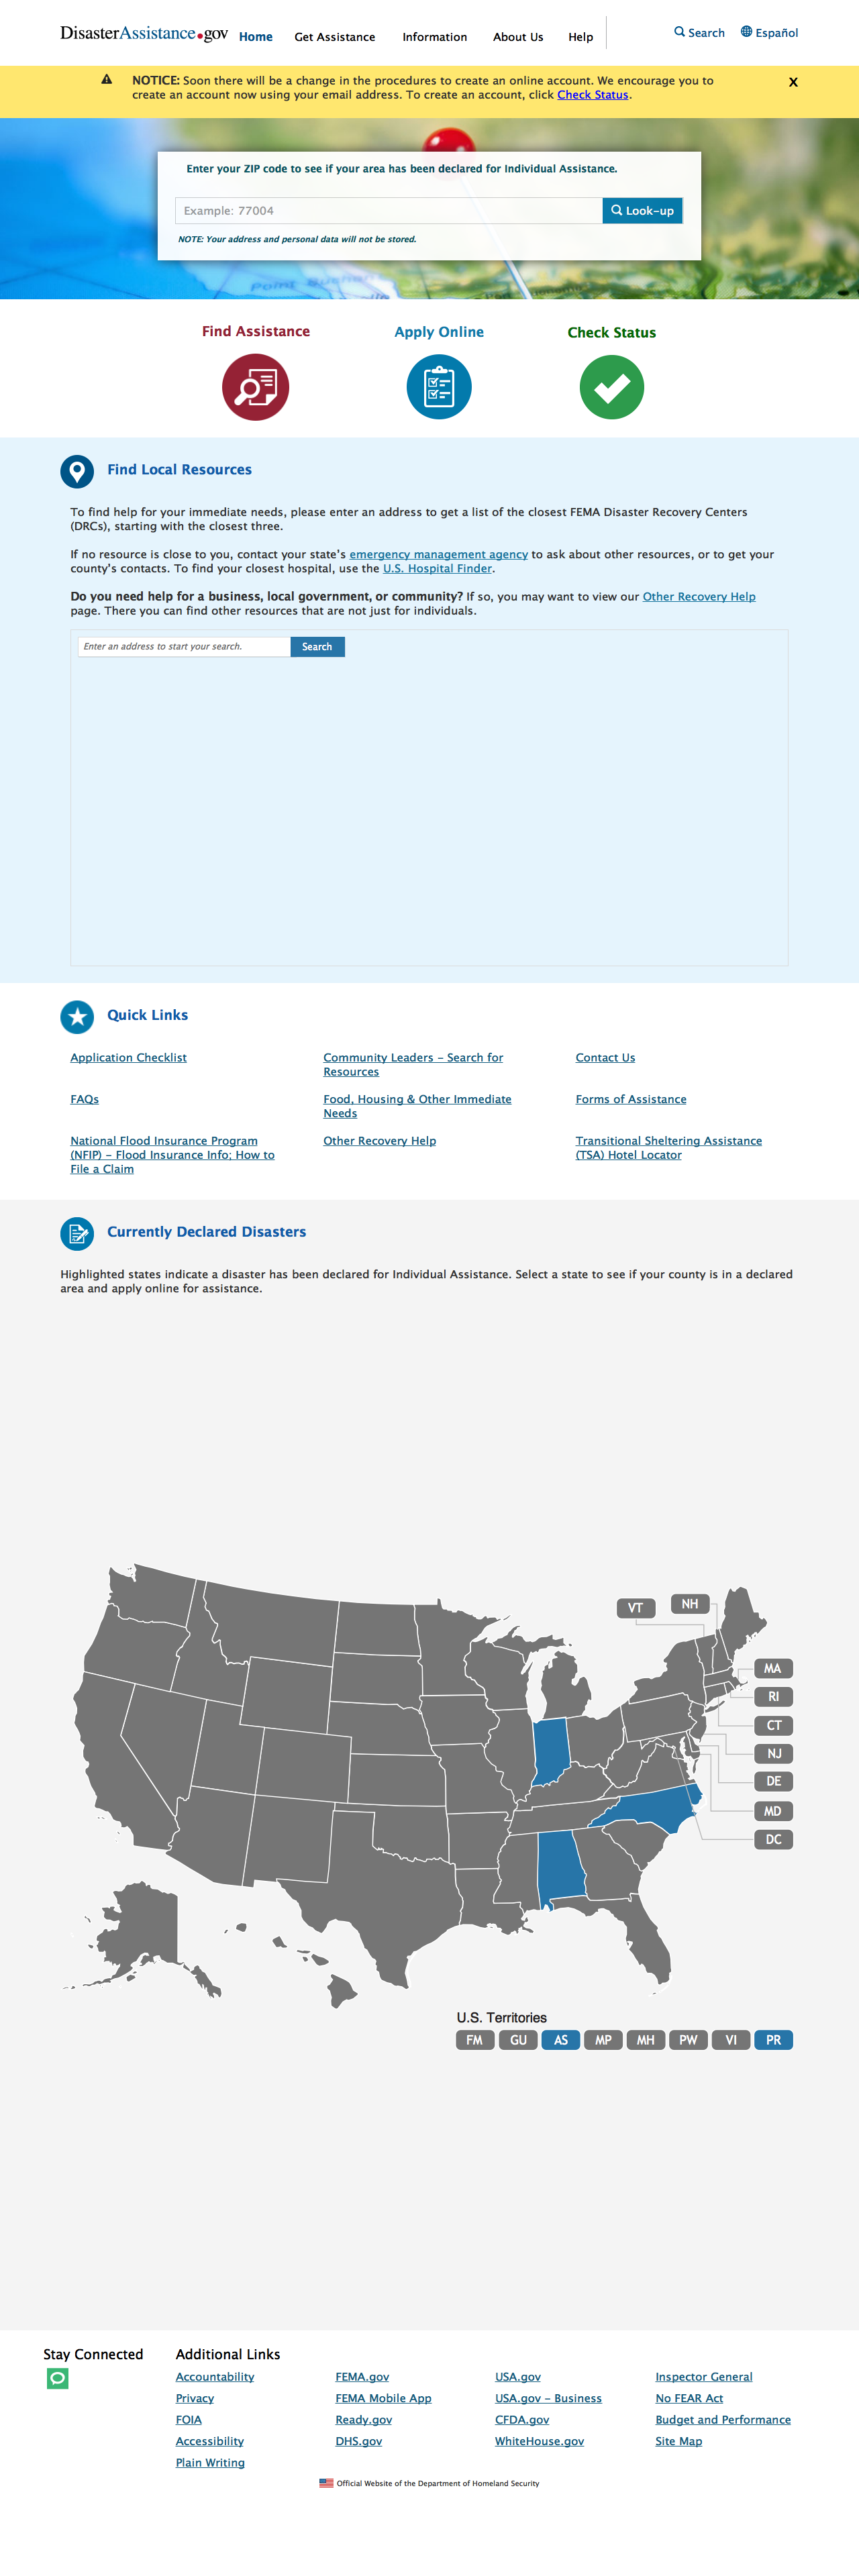 DisasterAssistance.gov Home Get Assistance Information About Us Help Search Español
NOTICE: Soon there will be a change in the procedures to create an online account. We encourage you to
create an account now using your email address. To create an account, click Check Status.
X
Enter your ZIP code to see if your area has been declared for Individual Assistance.
Example: 77004 Look-up
NOTE: Your address and personal data will not be stored.
Find Assistance Apply Online Check Status
Find Local Resources
To find help for your immediate needs, please enter an address to get a list of the closest FEMA Disaster Recovery Centers
(DRCs), starting with the closest three.
If no resource is close to you, contact your state's emergency management agency to ask about other resources, or to get your
county's contacts. To find your closest hospital, use the U.S. Hospital Finder.
Do you need help for a business, local government, or community? If so, you may want to view our Other Recovery Help
page. There you can find other resources that are not just for individuals.
Enter an address to start your search. Search
Quick Links
Application Checklist
Community Leaders - Search for
Resources
Contact Us
FAQs
Food, Housing & Other Immediate
Needs
Forms of Assistance
National Flood Insurance Program
(NFIP) - Flood Insurance Info; How to
File a Claim
Other Recovery Help
Transitional Sheltering Assistance
(TSA) Hotel Locator
Currently Declared Disasters
Highlighted states indicate a disaster has been declared for Individual Assistance. Select a state to see if your county is in a declared
area and apply online for assistance.
VT NH
MA
RI
CT
NJ
DE
MD
DC
U.S. Territories
FM GU AS MP MH PW VI PR
Stay Connected
Additional Links
Accountability FEMA.gov USA.gov Inspector General
Privacy FEMA Mobile App USA.gov - Business No FEAR Act
FOIA Ready.gov CFDA.gov Budget and Performance
Accessibility DHS.gov WhiteHouse.gov Site Map
Plain Writing
Official Website of the Department of Homeland Security